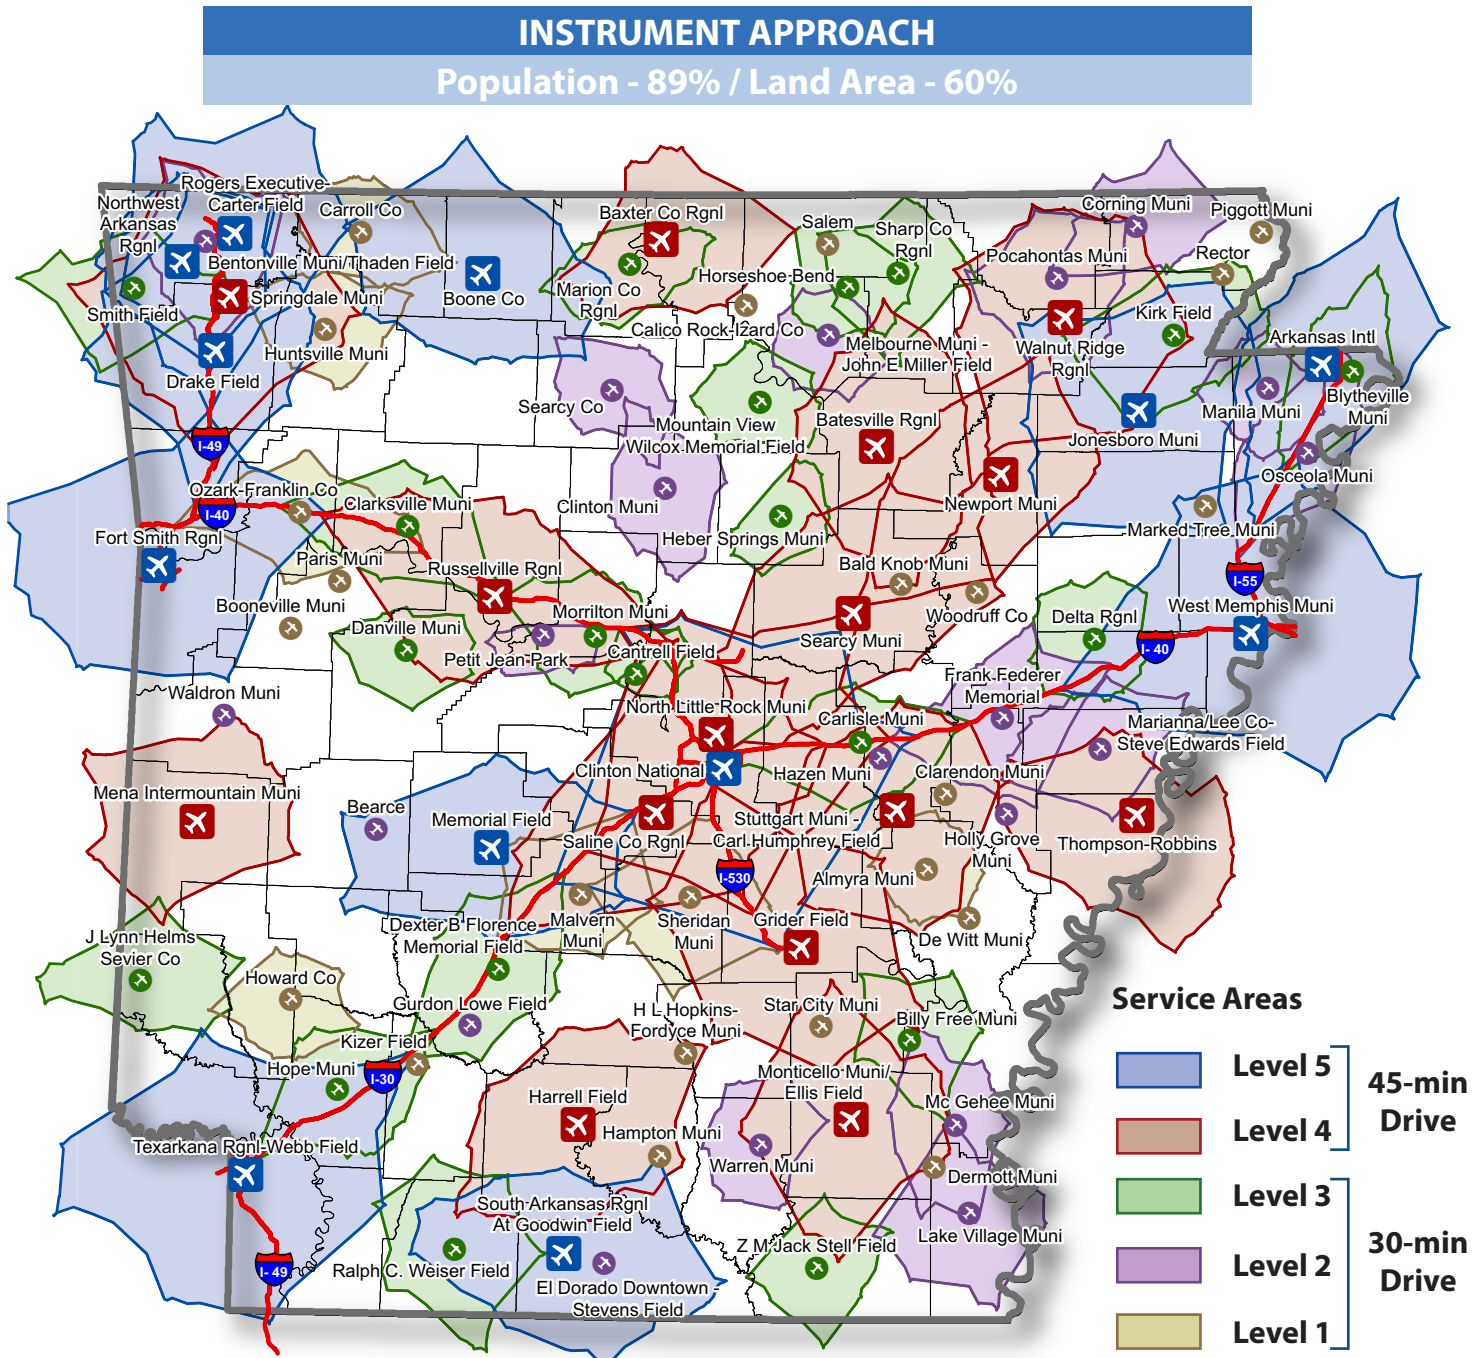 INSTRUMENT APPROACH
Population - 89% / Land Area - 60%
Rogers Executive-
Carter Field
Northwest
Arkansas
Rgnl
Carroll Co
Bentonville Muni/Thaden Field
Boone Co
Smith Field
Springdale Muni
Huntsville Muni
Drake Field
Baxter Co Rgnl
Marion Co
Rgnl
Salem
Sharp Co
Rgnl
Horseshoe Bend
Calico Rock-Izard Co
Melbourne Muni -
John E Miller Field
Corning Muni
Piggott Muni
Pocahontas Muni
Rector
Kirk Field
Walnut Ridge
Rgnl
Arkansas Intl
Blytheville
Muni
Manila Muni
Jonesboro Muni
Osceola Muni
Searcy Co
Mountain View
Wilcox Memorial Field
Batesville Rgnl
Newport Muni
Clinton Muni
Heber Springs Muni
Marked Tree Muni
I-49
I-40
Ozark-Franklin Co
Clarksville Muni
Fort Smith Rgnl
Paris Muni
Russellville Rgnl
Booneville Muni
Danville Muni
Morrilton Muni
Petit Jean Park
Cantrell Field
Bald Knob Muni
Woodruff Co
Searcy Muni
Delta Rgnl
I-55
West Memphis Muni
I- 40
Waldron Muni
North Little Rock Muni
Carlisle Muni
Frank Federer
Memorial
Marianna/Lee Co-
Steve Edwards Field
Clinton National
Hazen Muni
Clarendon Muni
Mena Intermountain Muni
Bearce
Memorial Field
Saline Co Rgnl
Stuttgart Muni -
Carl Humphrey Field
Holly Grove
Muni
Thompson-Robbins
I-530
Almyra Muni
Dexter B Florence
Memorial Field
Malvern
Muni
Sheridan
Muni
Grider Field
De Witt Muni
J Lynn Helms
Sevier Co
Howard Co
Gurdon Lowe Field
H L Hopkins-
Fordyce Muni
Star City Muni
Billy Free Muni
Kizer Field
Hope Muni
I-30
Harrell Field
Monticello Muni/
Ellis Field
Mc Gehee Muni
Hampton Muni
Warren Muni
Dermott Muni
Texarkana Rgnl-Webb Field
South Arkansas Rgnl
At Goodwin Field
Lake Village Muni
Z M Jack Stell Field
Ralph C. Weiser Field
El Dorado Downtown -
Stevens Field
I- 49
Service Areas
Level 5
Level 4
45-min
Drive
Level 3
Level 2
Level 1
30-min
Drive